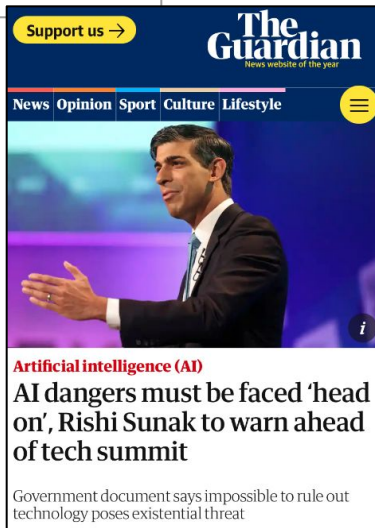 Support us →
The
Guardian
News website of the year
News Opinion Sport Culture Lifestyle
i
Artificial intelligence (AI)
AI dangers must be faced ‘head
on’, Rishi Sunak to warn ahead
of tech summit
Government document says impossible to rule out
technology poses existential threat